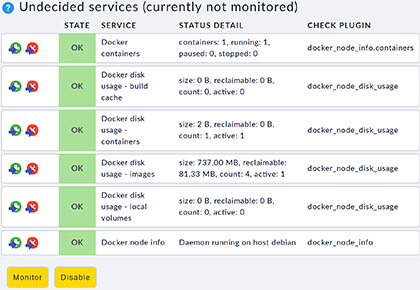 Undecided services (currently not monitored)
STATE SERVICE STATUS DETAIL CHECK PLUGIN
OK Docker containers containers: 1, running: 1, paused: 0, stopped: 0 docker_node_info.containers
OK Docker disk usage - build cache size: 0 B, reclaimable: 0 B, count: 0, active: 0 docker_node_disk_usage
OK Docker disk usage - containers size: 2 B, reclaimable: 0 B, count: 1, active: 1 docker_node_disk_usage
OK Docker disk usage - images size: 737.00 MB, reclaimable: 81.33 MB, count: 4, active: 1 docker_node_disk_usage
OK Docker disk usage - local volumes size: 0 B, reclaimable: 0 B, count: 0, active: 0 docker_node_disk_usage
OK Docker node info Daemon running on host debian docker_node_info
Monitor Disable